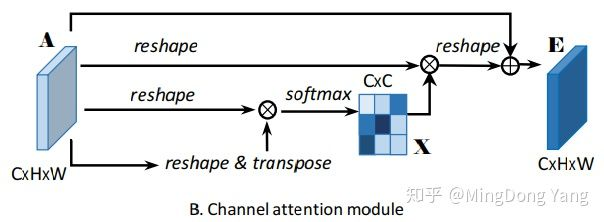 A
reshape
reshape
E
CxC
reshape
softmax
X
CxHxW
reshape & transpose
CxHxW
知乎 @MingDong Yang
B. Channel attention module